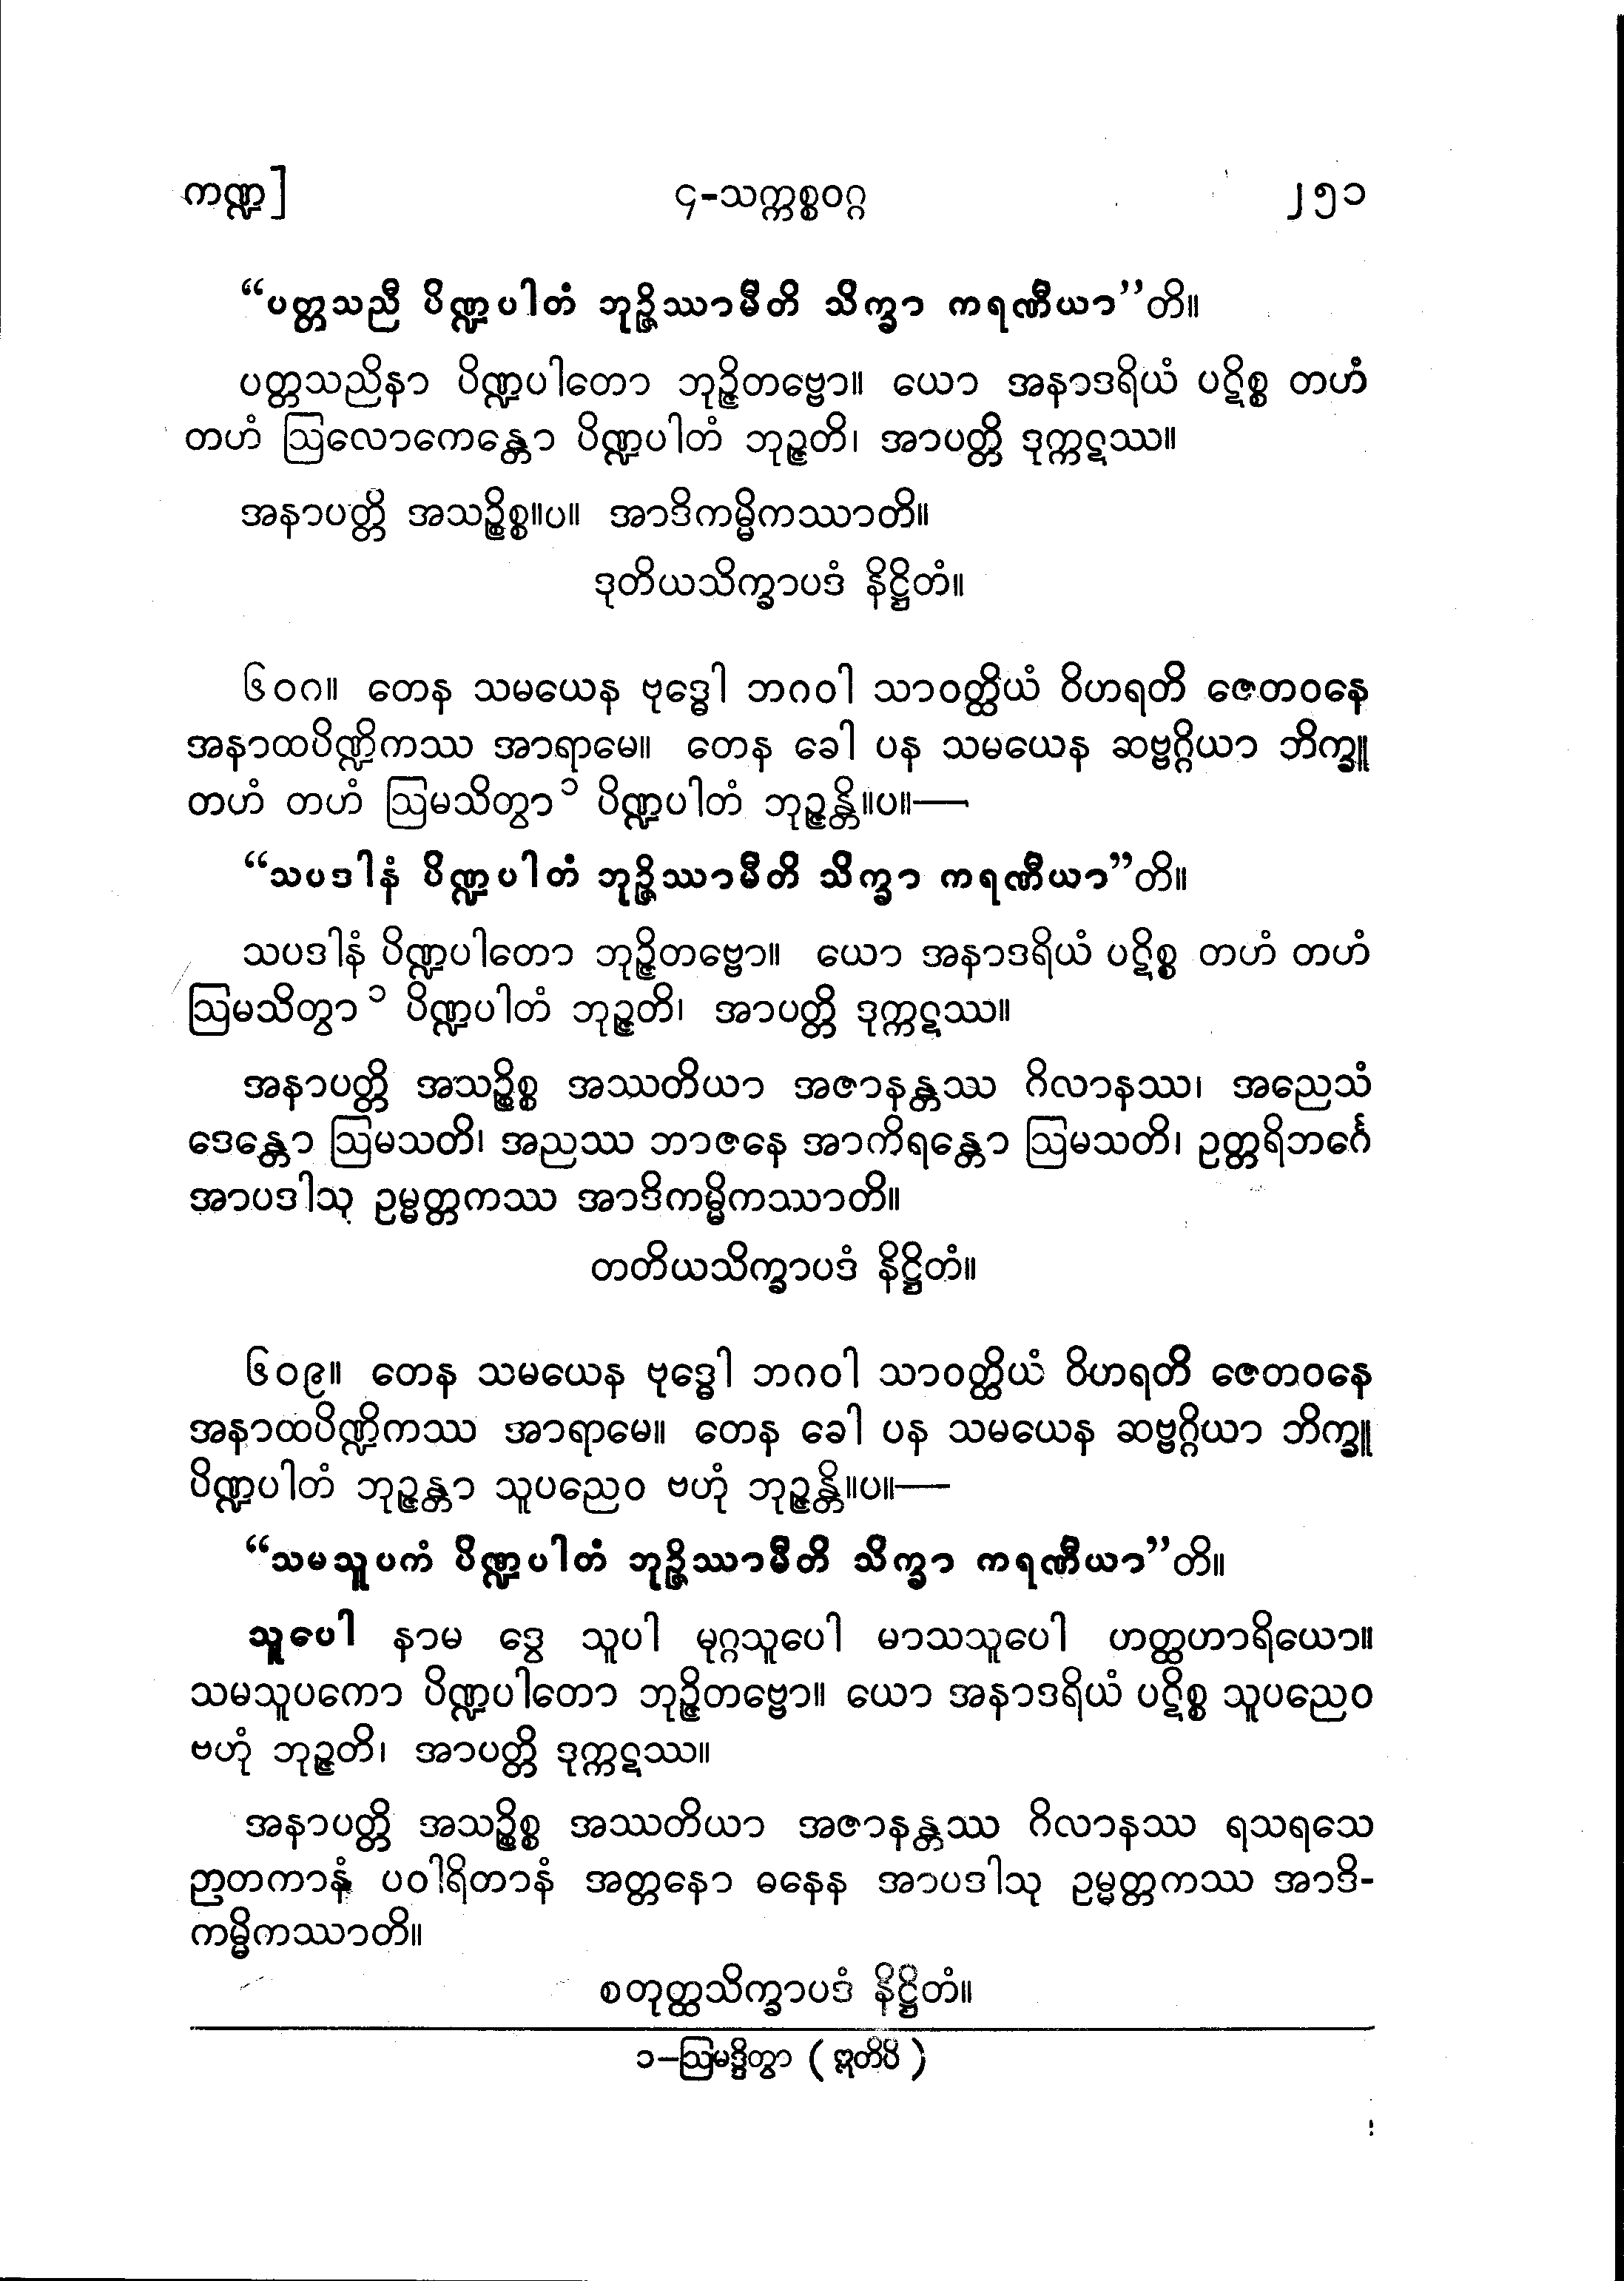 ကဏ္ဍ] ၄-သက္ကစ္စဝဂ္ဂ ၂၅၁
“ပတ္တသညီ ပိဏ္ဍပါတံ ဘုဉ္ဇိဿာမီတိ သိက္ခာ ကရဏီယာ”တိ။
ပတ္တသညိနာ ပိဏ္ဍပါတော ဘုဉ္ဇိတဗ္ဗော။ ယော အနာဒရိယံ ပဋိစ္စ တဟံ
တဟံ ဩလောကေန္တော ပိဏ္ဍပါတံ ဘုဉ္ဇတိ၊ အာပတ္တိ ဒုက္ကဋဿ။
အနာပတ္တိ အသဉ္စိစ္စ။ပ။ အာဒိကမ္မိကဿာတိ။
ဒုတိယသိက္ခာပဒံ နိဋ္ဌိတံ။
၆၀ဂ။ တေန သမယေန ဗုဒ္ဓေါ ဘဂဝါ သာဝတ္ထိယံ ဝိဟရတိ ဇေတဝနေ
အနာထပိဏ္ဍိကဿ အာရာမေ။ တေန ခေါ ပန သမယေန ဆဗ္ဗဂ္ဂိယာ ဘိက္ခူ
တဟံ တဟံ ဩမသိတွာ ၁ ပိဏ္ဍပါတံ ဘုဉ္ဇန္တိ။ပ။—
“သပဒါနံ ပိဏ္ဍပါတံ ဘုဉ္ဇိဿာမီတိ သိက္ခာ ကရဏီယာ”တိ။
သပဒါနံ ပိဏ္ဍပါတော ဘုဉ္ဇိတဗ္ဗော။ ယော အနာဒရိယံ ပဋိစ္စ တဟံ တဟံ
ဩမသိတွာ ၁ ပိဏ္ဍပါတံ ဘုဉ္ဇတိ၊ အာပတ္တိ ဒုက္ကဋဿ။
အနာပတ္တိ အသဉ္စိစ္စ အဿတိယာ အဇာနန္တဿ ဂိလာနဿ၊ အညေသံ
ဒေန္တော ဩမသတိ၊ အညဿ ဘာဇနေ အာကိရန္တော ဩမသတိ၊ ဥတ္တရိဘင်္ဂေ
အာပဒါသု ဥမ္မတ္တကဿ အာဒိကမ္မိကဿာတိ။
တတိယသိက္ခာပဒံ နိဋ္ဌိတံ။
၆၀၉။ တေန သမယေန ဗုဒ္ဓေါ ဘဂဝါ သာဝတ္ထိယံ ဝိဟရတိ ဇေတဝနေ
အနာထပိဏ္ဍိကဿ အာရာမေ။ တေန ခေါ ပန သမယေန ဆဗ္ဗဂ္ဂိယာ ဘိက္ခူ
ပိဏ္ဍပါတံ ဘုဉ္ဇန္တာ သူပညေဝ ဗဟုံ ဘုဉ္ဇန္တိ။ပ။—
“သမသူပကံ ပိဏ္ဍပါတံ ဘုဉ္ဇိဿာမီတိ သိက္ခာ ကရဏီယာ”တိ။
သူပေါ နာမ ဒွေ သူပါ မုဂ္ဂသူပေါ မာသသူပေါ ဟတ္ထဟာရိယော။
သမသူပကော ပိဏ္ဍပါတော ဘုဉ္ဇိတဗ္ဗော။ ယော အနာဒရိယံ ပဋိစ္စ သူပညေဝ
ဗဟုံ ဘုဉ္ဇတိ၊ အာပတ္တိ ဒုက္ကဋဿ။
အနာပတ္တိ အသဉ္စိစ္စ အဿတိယာ အဇာနန္တဿ ဂိလာနဿ ရသရသေ
ဉာတကာနံ ပဝါရိတာနံ အတ္တနော ဓနေန အာပဒါသု ဥမ္မတ္တကဿ အာဒိ-
ကမ္မိကဿာတိ။
စတုတ္ထသိက္ခာပဒံ နိဋ္ဌိတံ။
၁–ဩမဒ္ဒိတွာ ( ဣတိပိ )